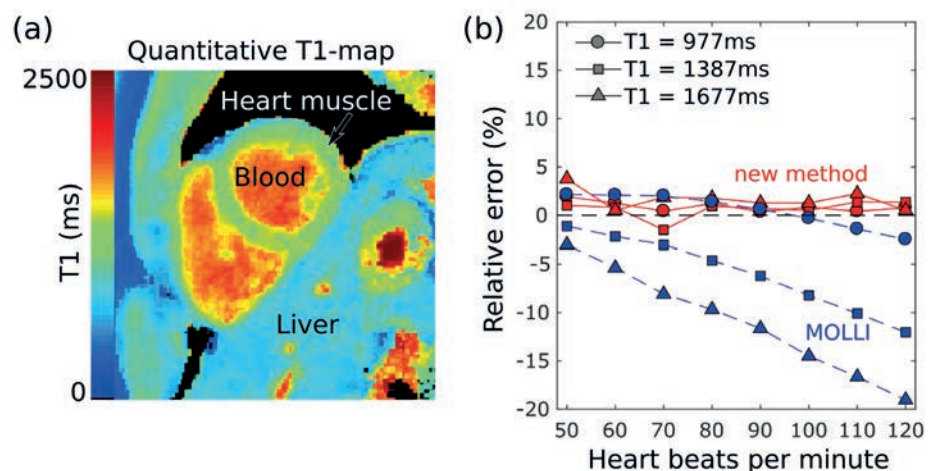 (a)
Quantitative T1-map
2500
T1 (ms)
0
Heart muscle
Blood
Liver
(b)
20
15
10
5
0
-5
-10
-15
-20
Relative error (%)
T1 = 977ms
T1 = 1387ms
T1 = 1677ms
new method
MOLLI
50 60 70 80 90 100 110 120
Heart beats per minute